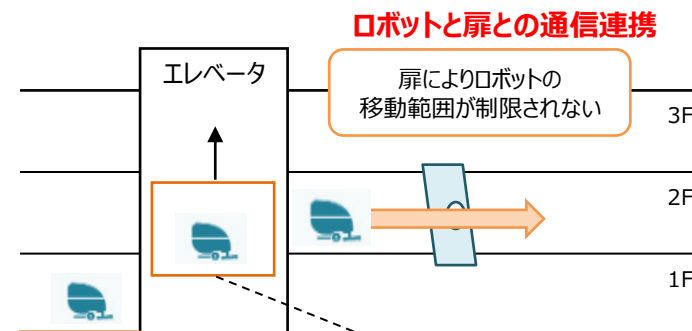 ロボットと扉との通信連携
エレベータ
扉によりロボットの
移動範囲が制限されない
3F
2F
1F